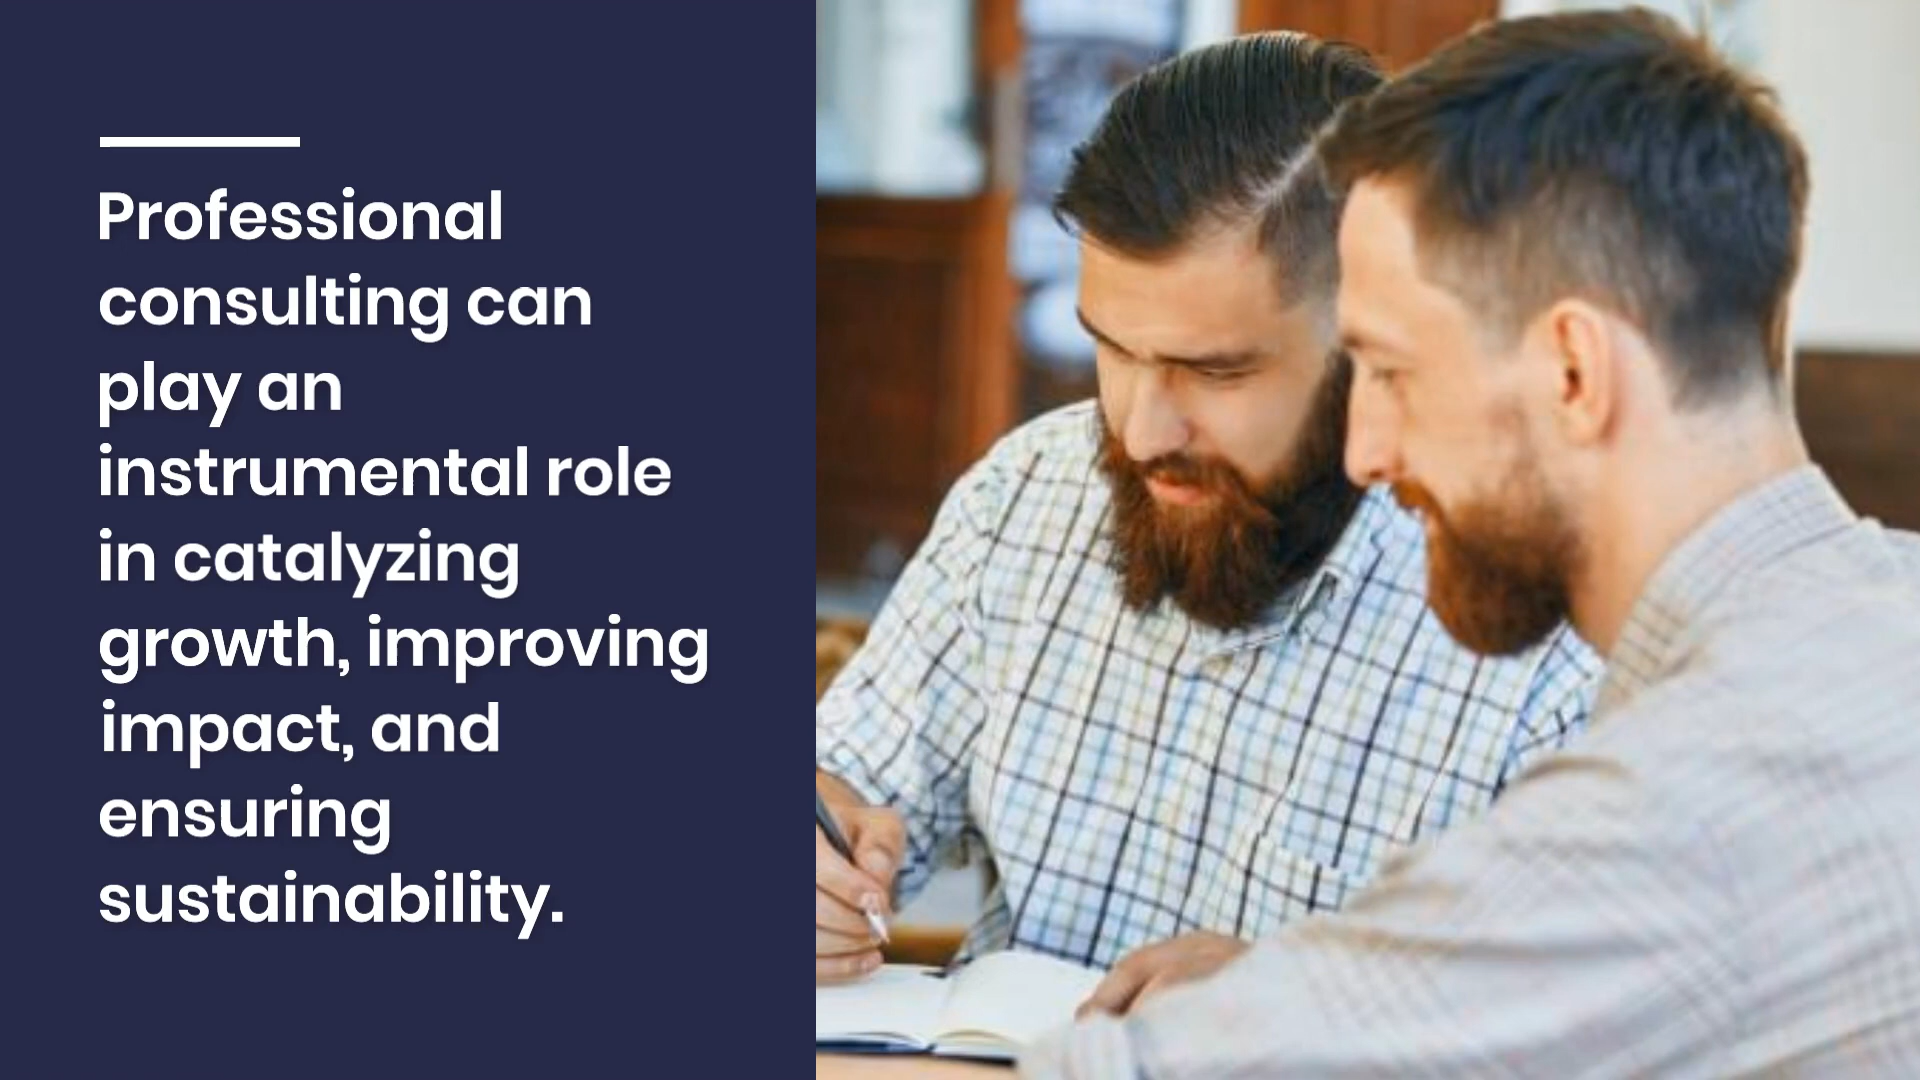 Professional
consulting can
play an
instrumental role
in catalyzing
growth, improving
impact, and
ensuring
sustainability.